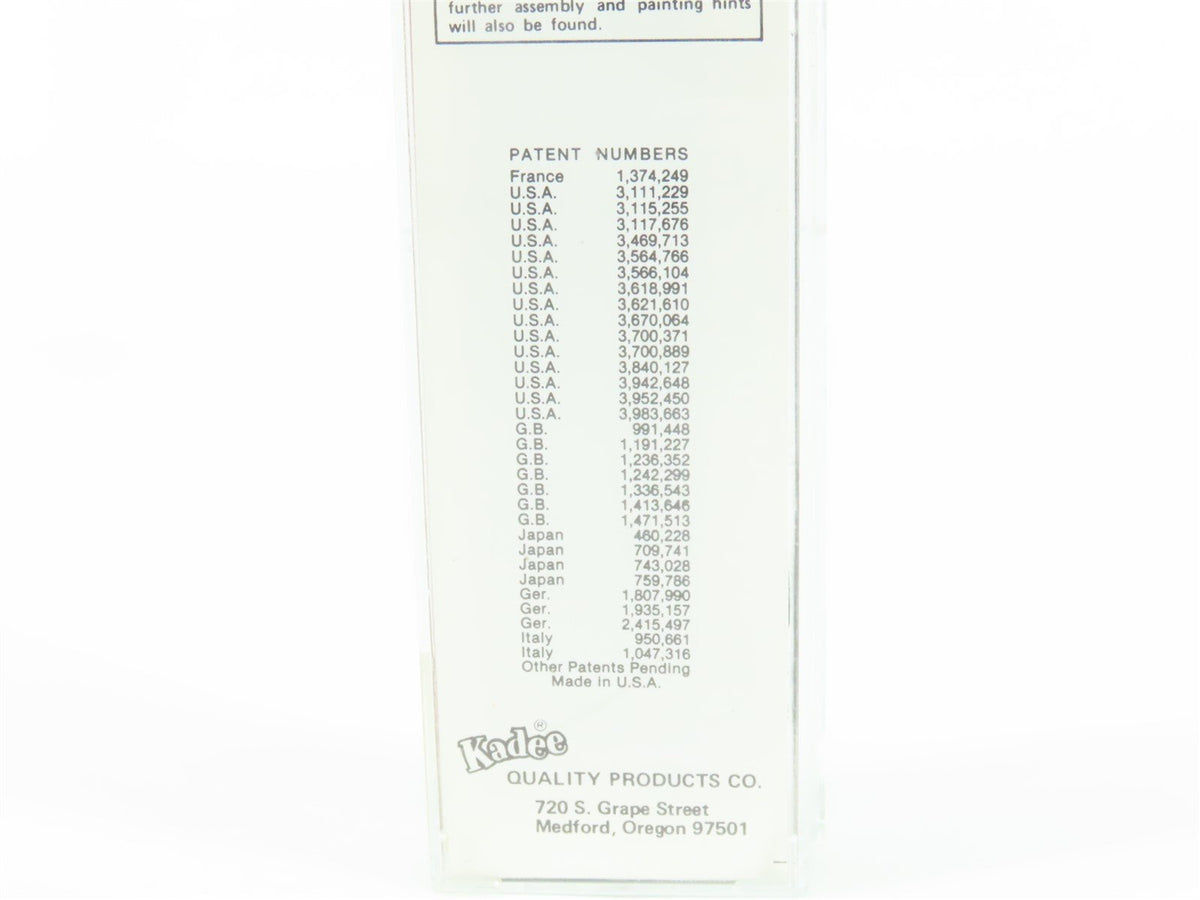 further assembly and painting hints
will also be found.
PATENT NUMBERS
France 1,374,249
U.S.A. 3,111,229
U.S.A. 3,115,255
U.S.A. 3,117,676
U.S.A. 3,469,713
U.S.A. 3,564,766
U.S.A. 3,566,104
U.S.A. 3,618,991
U.S.A. 3,621,610
U.S.A. 3,670,064
U.S.A. 3,700,371
U.S.A. 3,700,889
U.S.A. 3,840,127
U.S.A. 3,942,648
U.S.A. 3,952,450
U.S.A. 3,983,663
G.B. 991,448
G.B. 1,191,227
G.B. 1,236,352
G.B. 1,242,299
G.B. 1,336,543
G.B. 1,413,646
G.B. 1,471,513
Japan 460,228
Japan 709,741
Japan 743,028
Japan 759,786
Ger. 1,807,990
Ger. 1,935,157
Ger. 2,415,497
Italy 950,661
Italy 1,047,316
Other Patents Pending
Made in U.S.A.
Kadee®
QUALITY PRODUCTS CO.
720 S. Grape Street
Medford, Oregon 97501